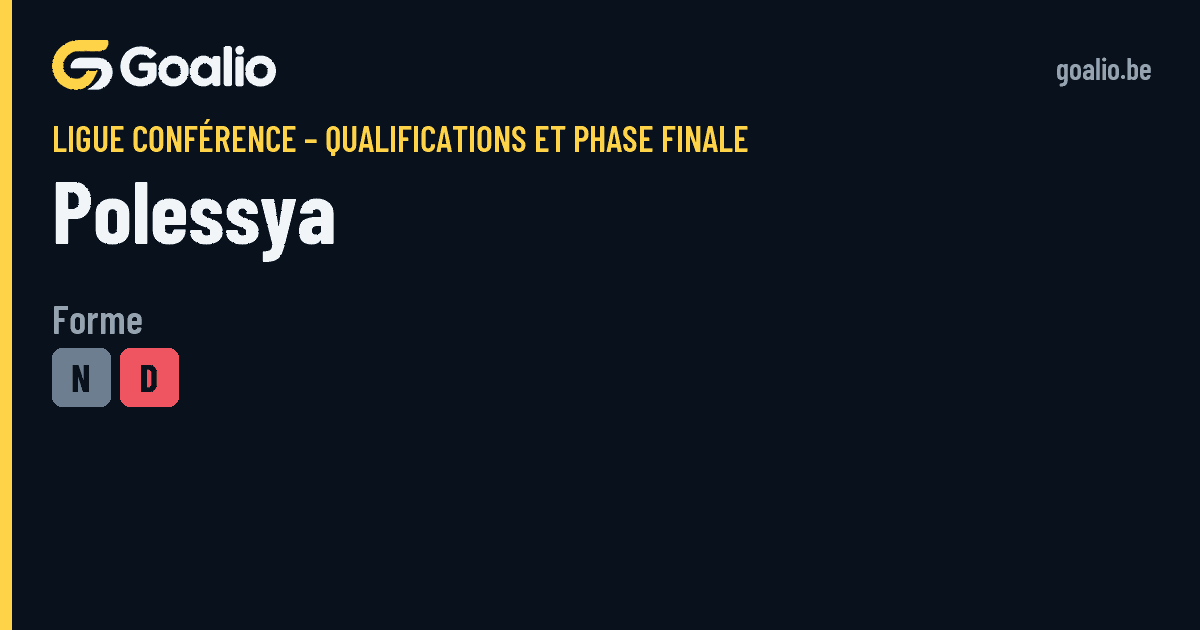 Goalio
goalio.be
LIGUE CONFÉRENCE – QUALIFICATIONS ET PHASE FINALE
Polessya
Forme
N D